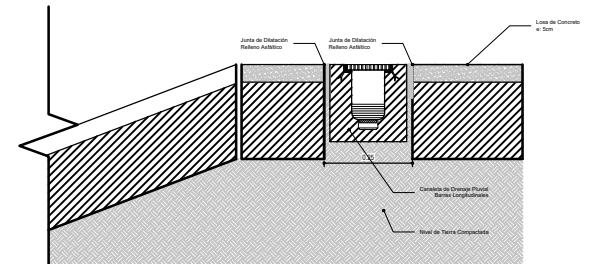 Losa de Concreto
e: 5cm
Junta de Dilatación
Relleno Asfáltico
Junta de Dilatación
Relleno Asfáltico
0.25
Canaleta de Drenaje Pluvial
Barras Longitudinales
Nivel de Tierra Compactada